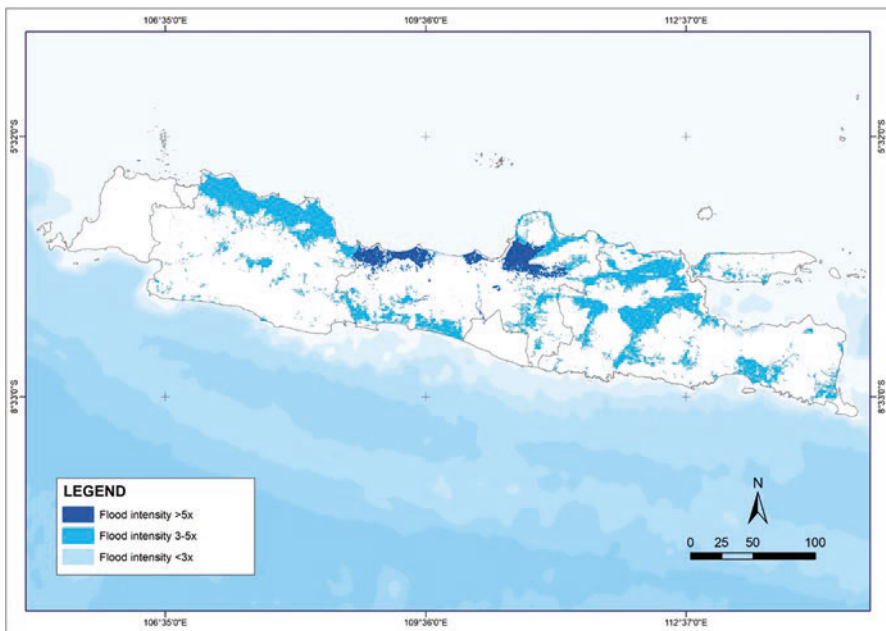 106°35'0"E 109°36'0"E 112°37'0"E
5°32'0"S 5°32'0"S
8°33'0"S 8°33'0"S
LEGEND
Flood intensity >5x
Flood intensity 3-5x
Flood intensity <3x
N
0 25 50 100
106°35'0"E 109°36'0"E 112°37'0"E